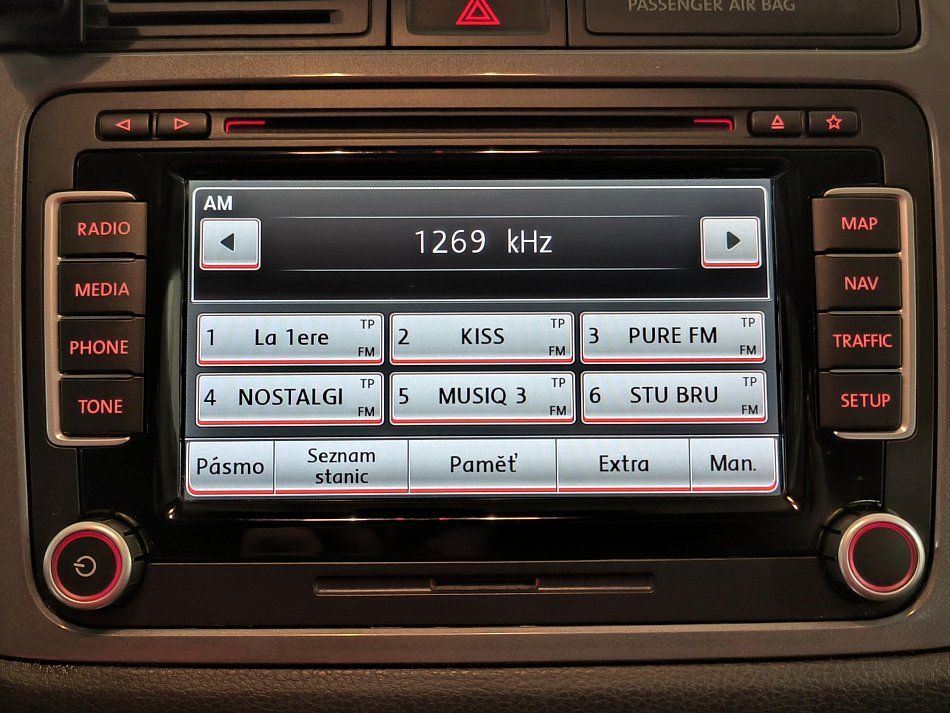 PASSENGER AIR BAG
RADIO
MEDIA
PHONE
TONE
AM
1269 kHz
1 La 1ere TP FM
2 KISS TP FM
3 PURE FM TP FM
4 NOSTALGI TP FM
5 MUSIQ 3 TP FM
6 STU BRU TP FM
Pásmo
Seznam
stanic
Paměť
Extra
Man.
MAP
NAV
TRAFFIC
SETUP